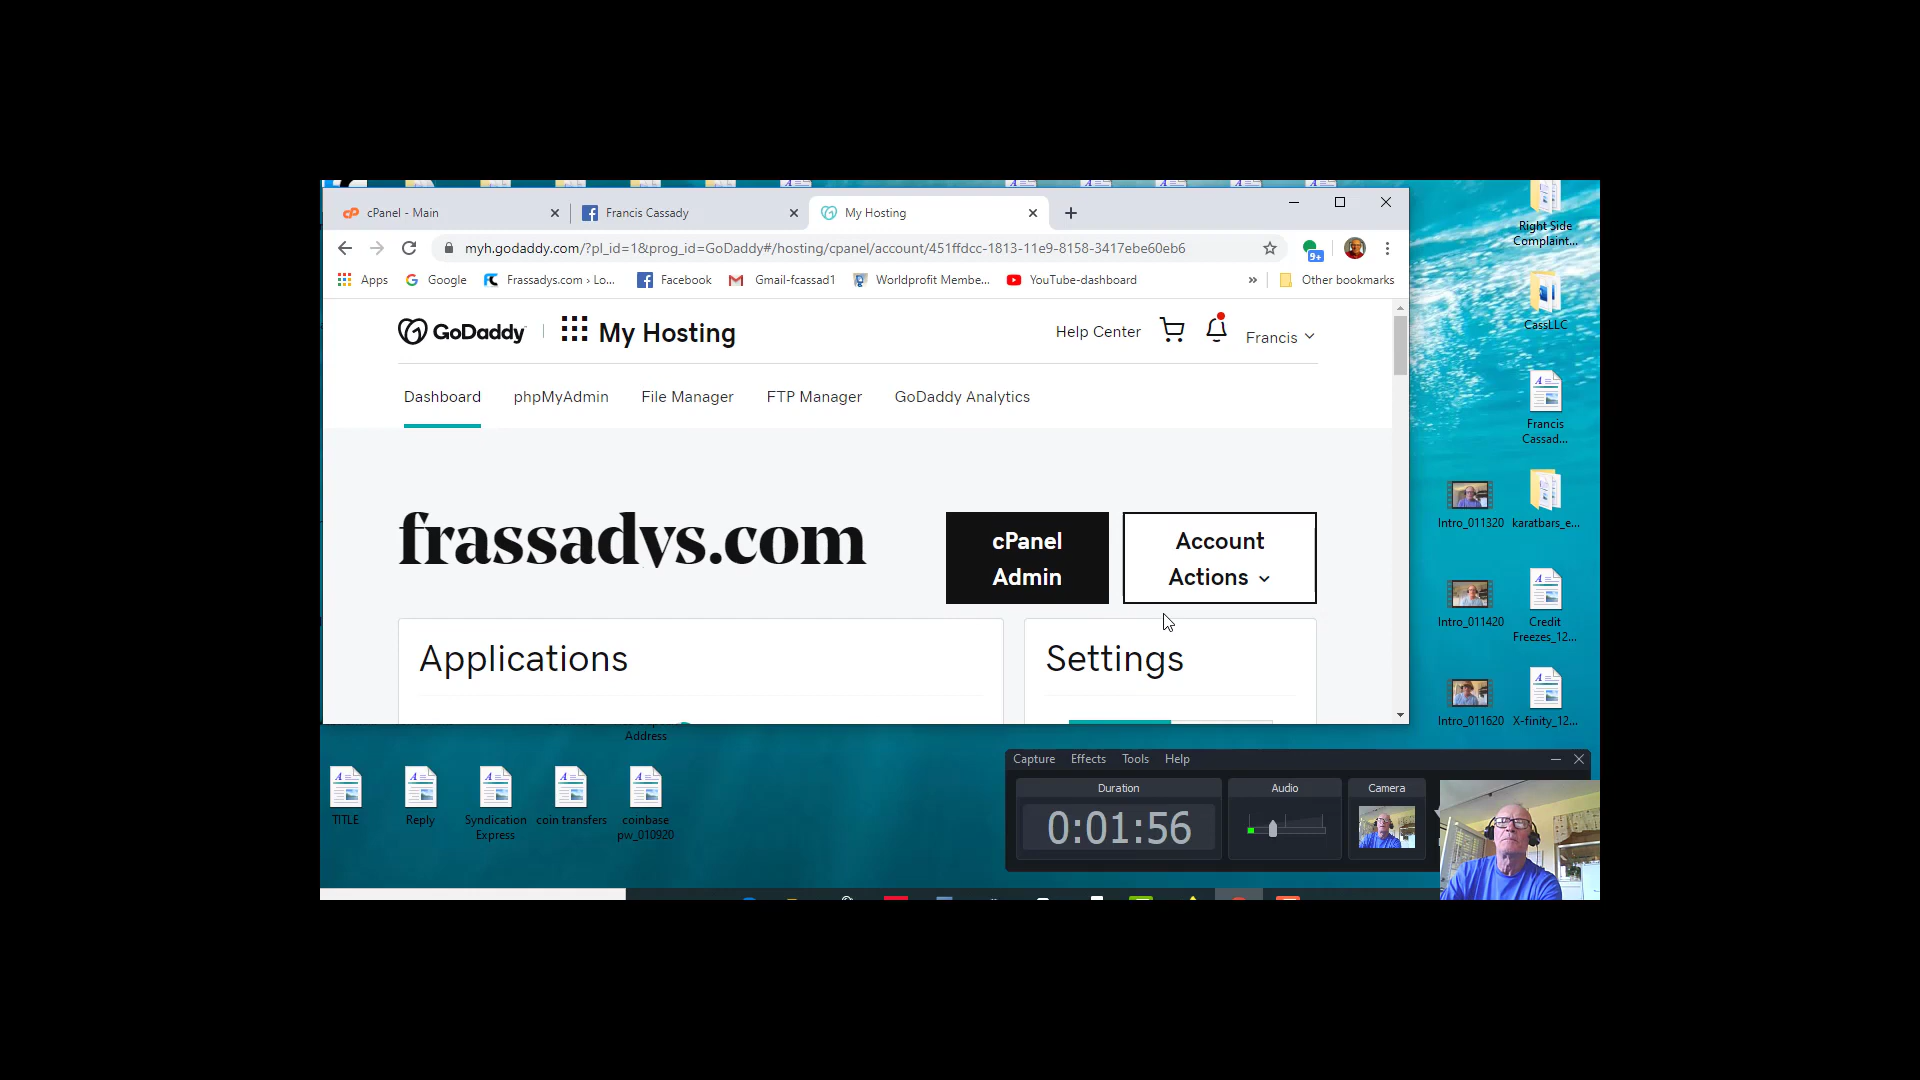 cPanel - Main
Francis Cassady
My Hosting
myh.godaddy.com/?pl_id=1&prog_id=GoDaddy#/hosting/cpanel/account/451ffdcc-1813-11e9-8158-3417ebe60eb6
9+
Apps
Google
Frassadys.com › Lo...
Facebook
Gmail-fcassad1
Worldprofit Membe...
YouTube-dashboard
»
Other bookmarks
GoDaddy
My Hosting
Help Center
Francis
Dashboard
phpMyAdmin
File Manager
FTP Manager
GoDaddy Analytics
frassadys.com
cPanel
Admin
Account
Actions
Applications
Settings
Right Side
Complaint...
CassLLC
Francis
Cassad...
Intro_011320
karatbars_e...
Intro_011420
Credit
Freezes_12...
Intro_011620
X-finity_12...
Address
TITLE
Reply
Syndication
Express
coin transfers
coinbase
pw_010920
Capture
Effects
Tools
Help
Duration
0:01:56
Audio
Camera